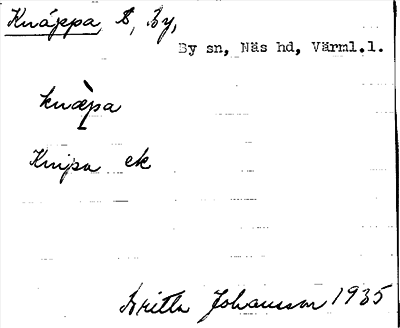 Knäppa, t, By,
By sn, Näs hd, Värml.l.
knæ̀pa
Knipa ek
Britta Johansson 1935